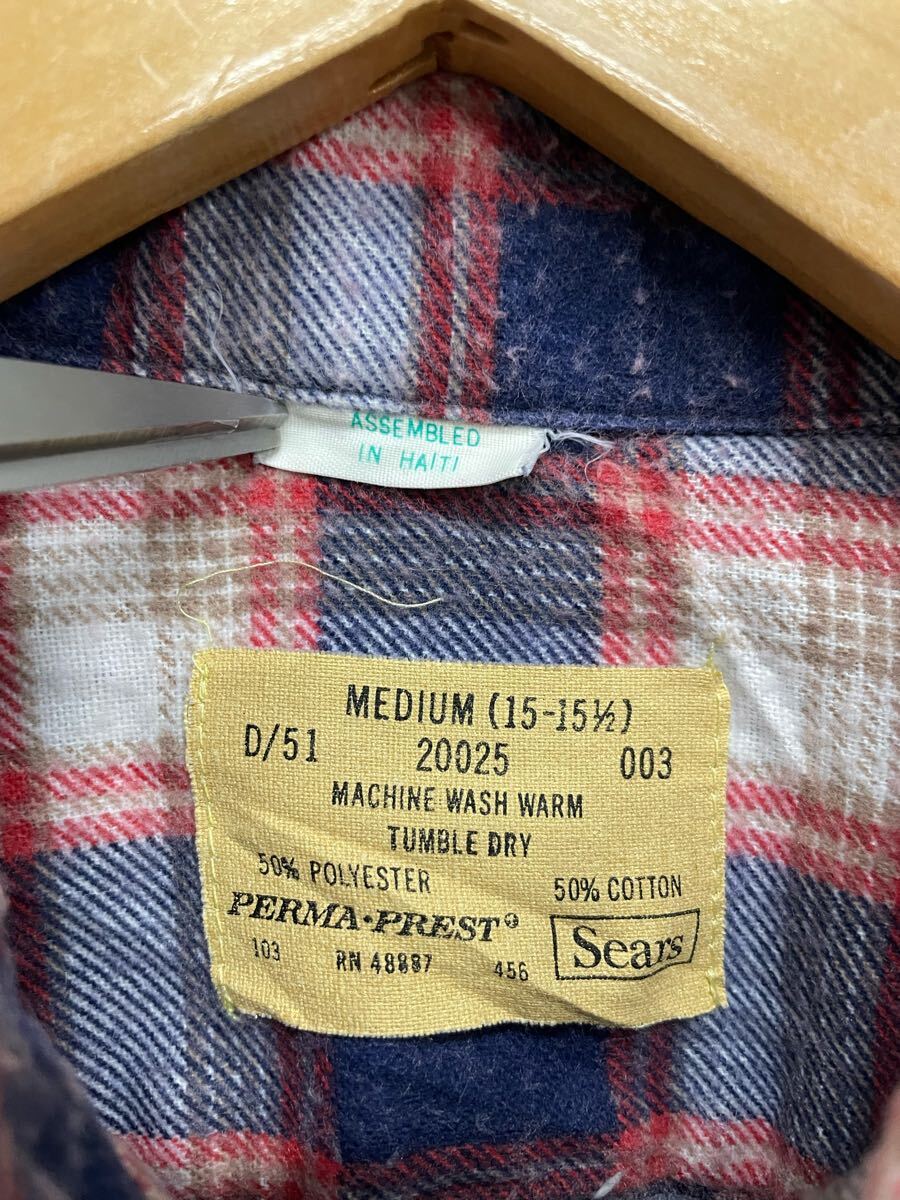 ASSEMBLED
IN HAITI
MEDIUM (15-15½)
D/51 20025 003
MACHINE WASH WARM
TUMBLE DRY
50% POLYESTER 50% COTTON
PERMA•PREST® Sears
103 RN 48887 456